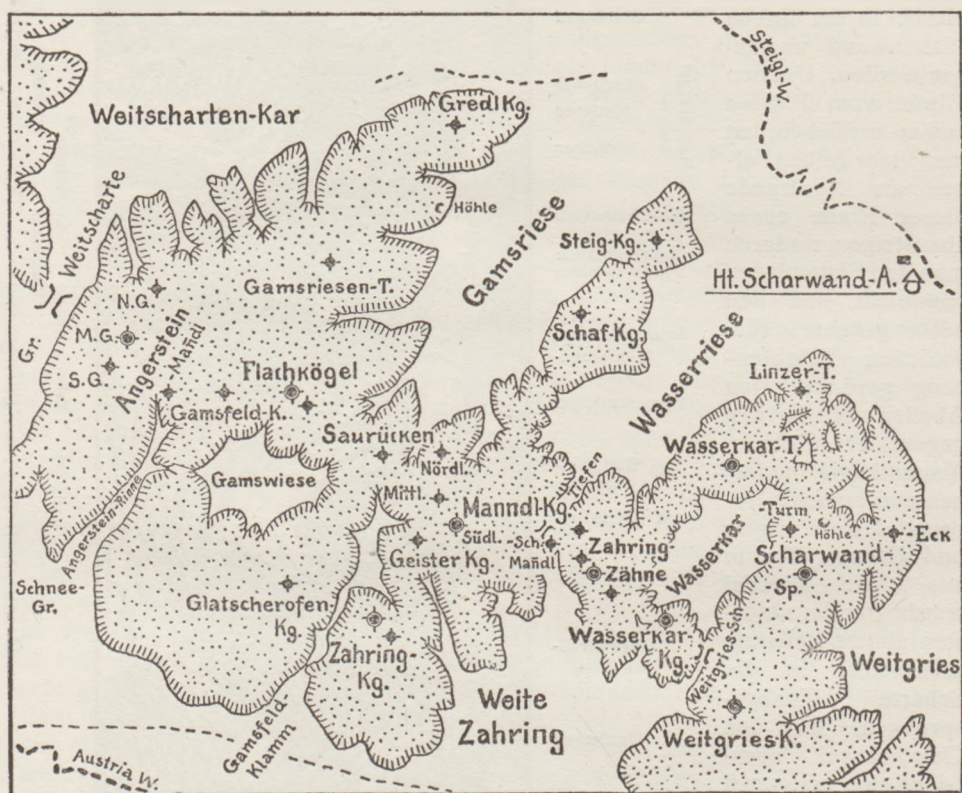 Steigl-W.
Gredl Kg.
Weitscharten-Kar
Höhle
Weitscharte
Steig-Kg.
Gamsriese
Ht. Scharwand-A.
Gamsriesen-T.
N.G.
Schaf-Kg.
M.G.
Gr.
S.G.
Angerstein
Mandl
Flachkögel
Wasserriese
Linzer-T.
Gamsfeld-K.
Saurücken
Nördl.
Wasserkar-T.
Gamswiese
Tiefen
Mittl.
Manndl-Kg.
Angerstein-Rinne
Südl.
Sch.
Mandl
Turm
Höhle
Eck
Geister Kg.
Zahring-
Zähne
Wasserkar
Scharwand-
Sp.
Schnee-
Gr.
Glatscherofen-
Kg.
Zahring-
Kg.
Wasserkar-
Kg.
Weitgries-Sch.
Weitgries
Weite
Zahring
Weitgries K.
Gamsfeld-
Klamm.
Austria W.